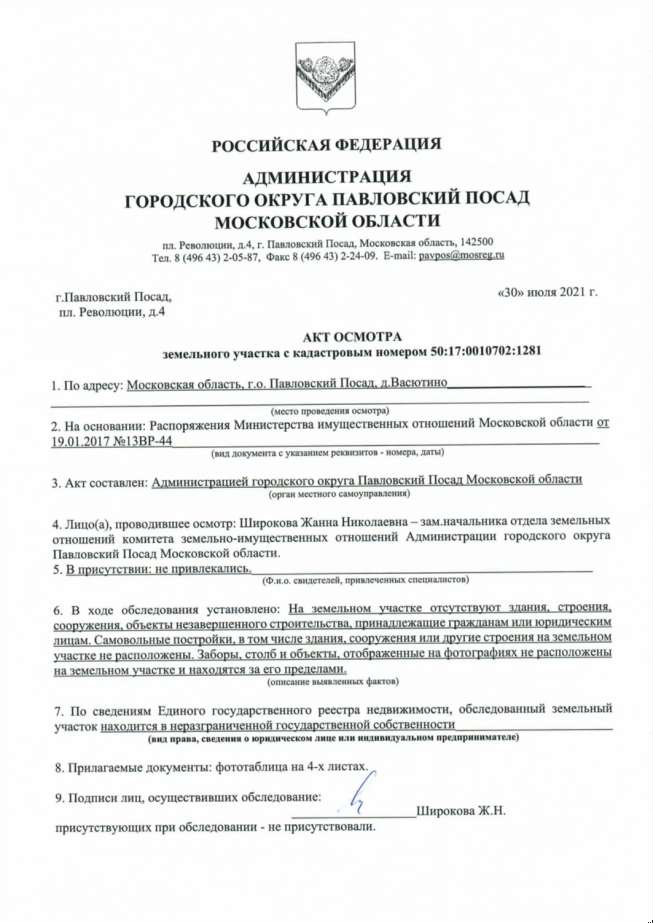 РОССИЙСКАЯ ФЕДЕРАЦИЯ
АДМИНИСТРАЦИЯ
ГОРОДСКОГО ОКРУГА ПАВЛОВСКИЙ ПОСАД
МОСКОВСКОЙ ОБЛАСТИ
пл. Революции, д.4, г. Павловский Посад, Московская область, 142500
Тел. 8 (496 43) 2-05-87, Факс 8 (496 43) 2-24-09. E-mail: pavpos@mosreg.ru
г.Павловский Посад,
«30» июля 2021 г.
пл. Революции, д.4
АКТ ОСМОТРА
земельного участка с кадастровым номером 50:17:0010702:1281
1. По адресу: Московская область, г.о. Павловский Посад, д.Васютино
(место проведения осмотра)
2. На основании: Распоряжения Министерства имущественных отношений Московской области от
19.01.2017 №13ВР-44
(вид документа с указанием реквизитов - номера, даты)
3. Акт составлен: Администрацией городского округа Павловский Посад Московской области
(орган местного самоуправления)
4. Лицо(а), проводившее осмотр: Широкова Жанна Николаевна – зам.начальника отдела земельных
отношений комитета земельно-имущественных отношений Администрации городского округа
Павловский Посад Московской области.
5. В присутствии: не привлекались.
(Ф.и.о. свидетелей, привлеченных специалистов)
6. В ходе обследования установлено: На земельном участке отсутствуют здания, строения,
сооружения, объекты незавершенного строительства, принадлежащие гражданам или юридическим
лицам. Самовольные постройки, в том числе здания, сооружения или другие строения на земельном
участке не расположены. Заборы, столб и объекты, отображенные на фотографиях не расположены
на земельном участке и находятся за его пределами.
(описание выявленных фактов)
7. По сведениям Единого государственного реестра недвижимости, обследованный земельный
участок находится в неразграниченной государственной собственности
(вид права, сведения о юридическом лице или индивидуальном предпринимателе)
8. Прилагаемые документы: фототаблица на 4-х листах.
9. Подписи лиц, осуществивших обследование:
Широкова Ж.Н.
присутствующих при обследовании - не присутствовали.